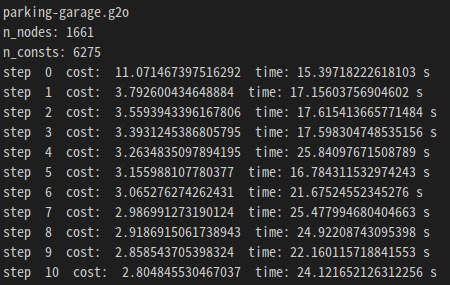 parking-garage.g2o
n_nodes: 1661
n_consts: 6275
step  0  cost:  11.071467397516292  time: 15.39718222618103 s
step  1  cost:  3.792600434648884  time: 17.15603756904602 s
step  2  cost:  3.5593943396167806  time: 17.615413665771484 s
step  3  cost:  3.3931245386805795  time: 17.598304748535156 s
step  4  cost:  3.2634835097894195  time: 25.84097671508789 s
step  5  cost:  3.155988107780377  time: 16.784311532974243 s
step  6  cost:  3.065276274262431  time: 21.67524552345276 s
step  7  cost:  2.986991273190124  time: 25.477994680404663 s
step  8  cost:  2.9186915061738943  time: 24.92208743095398 s
step  9  cost:  2.858543705398324  time: 22.160115718841553 s
step  10  cost:  2.804845530467037  time: 24.121652126312256 s